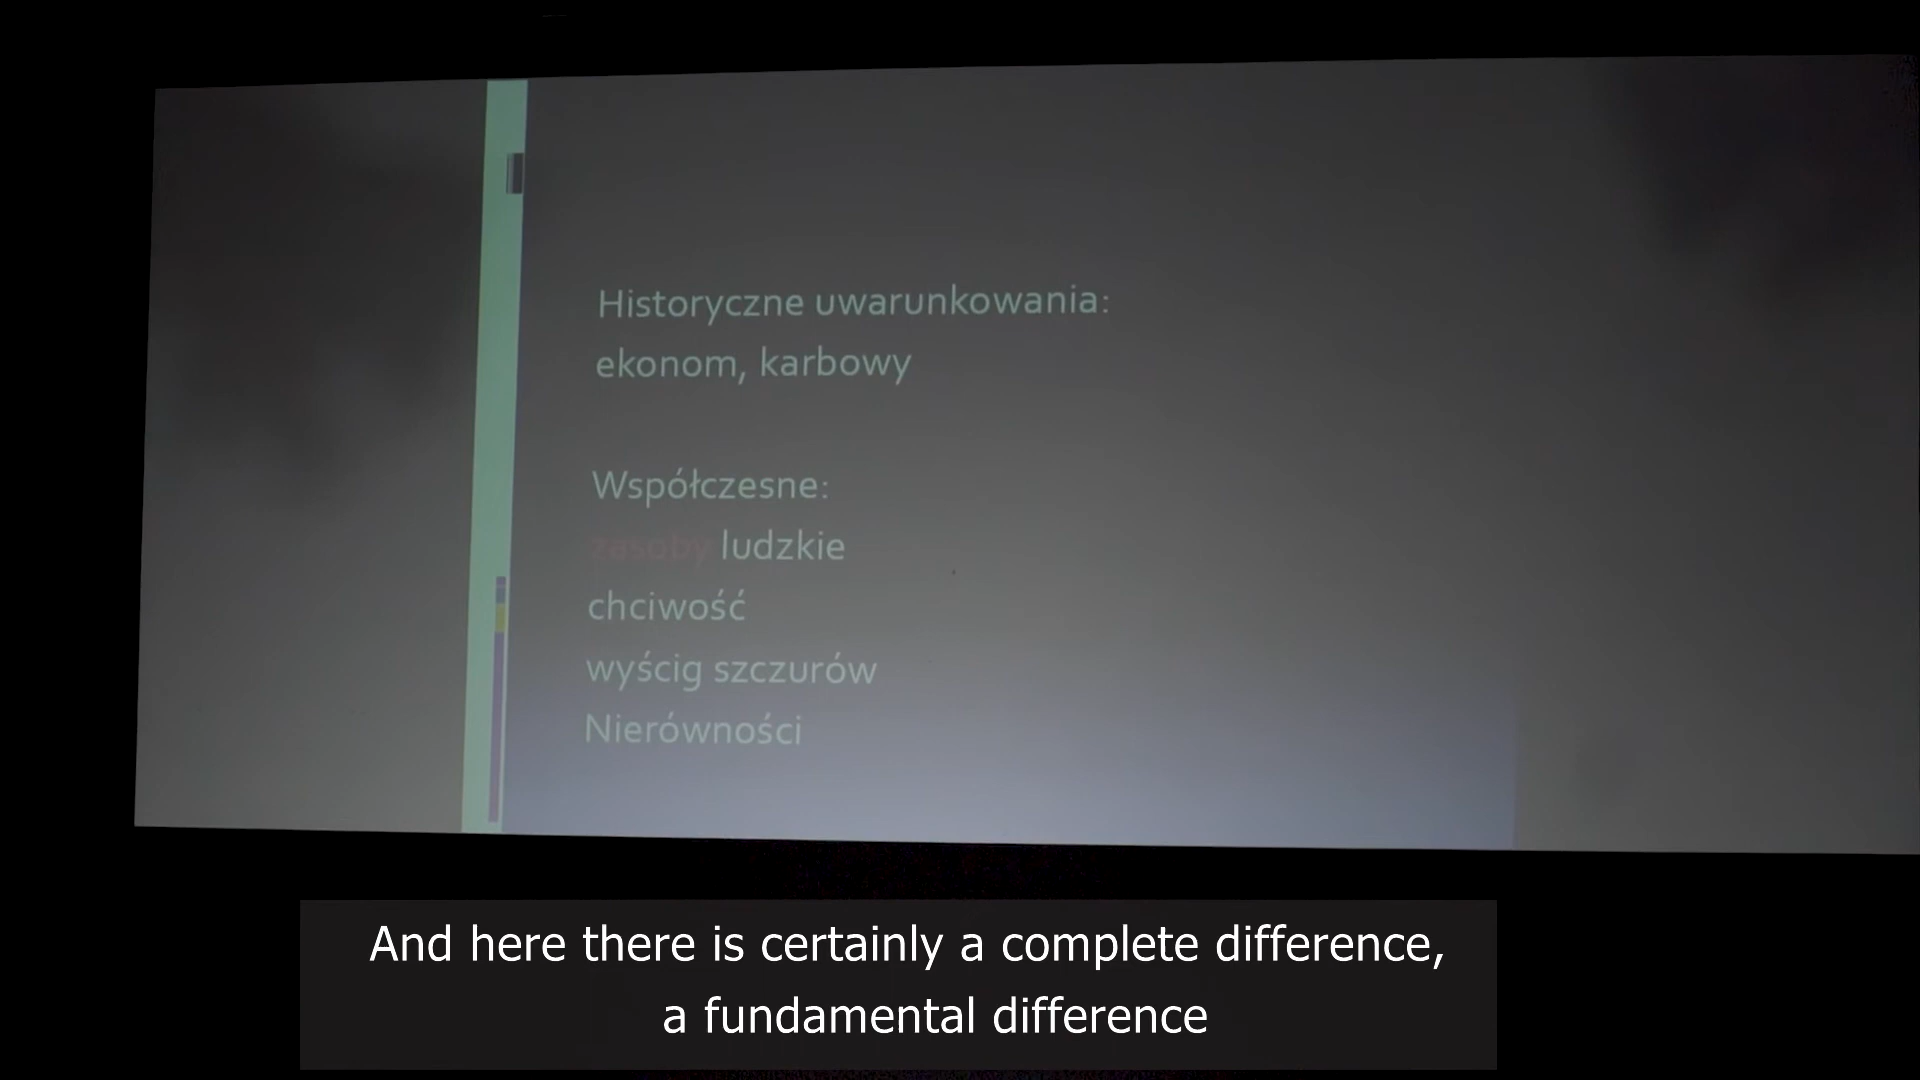 Historyczne uwarunkowania:
ekonom, karbowy
Współczesne:
zasoby ludzkie
chciwość
wyścig szczurów
Nierówności
And here there is certainly a complete difference,
a fundamental difference